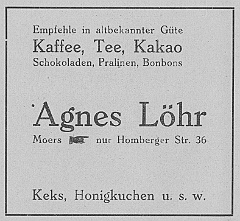 Empfehle in altbekannter Güte
Kaffee, Tee, Kakao
Schokoladen, Pralinen, Bonbons
Agnes Löhr
Moers nur Homberger Str. 36
Keks, Honigkuchen u. s. w.